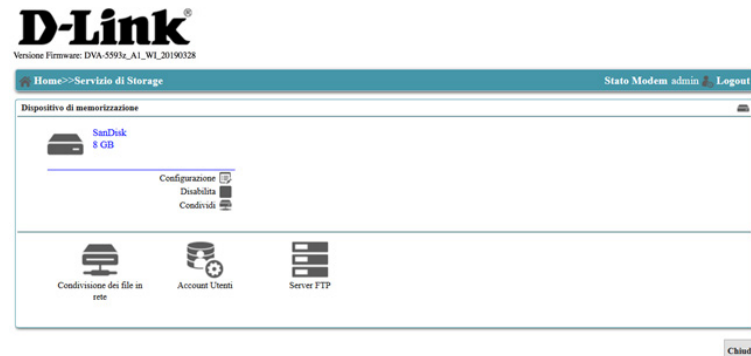 D-Link
Versione Firmware: DVA-5593z_A1_WI_20190328
Home>>Servizio di Storage
Stato Modem admin Logout
Dispositivo di memorizzazione
SanDisk
8 GB
Configurazione
Disabilita
Condividi
Condivisione dei file in
rete
Account Utenti
Server FTP
Chiud